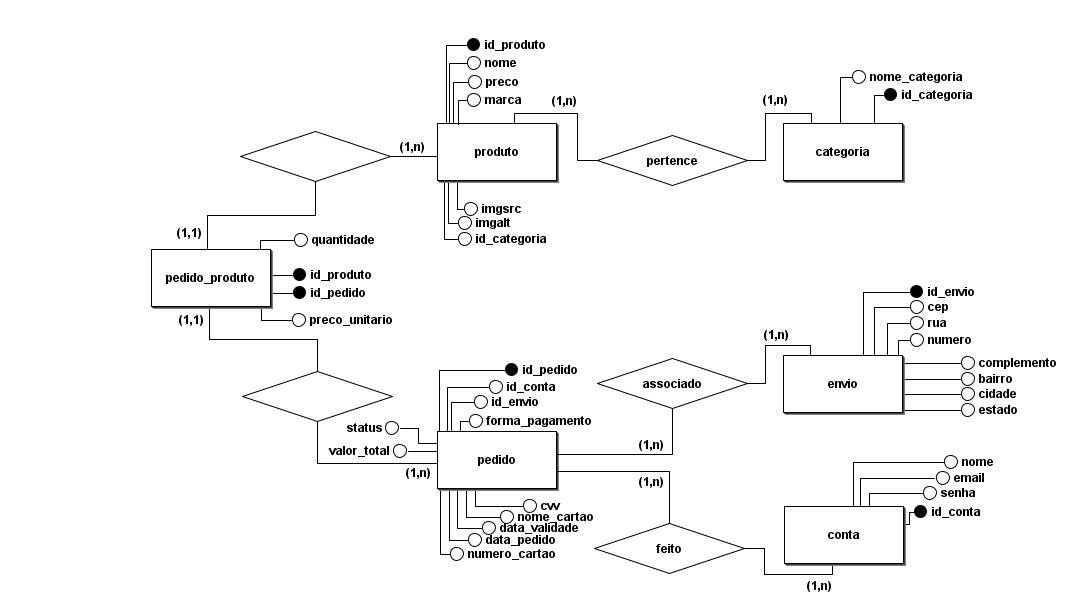 id_produto
nome
preco
marca
(1,n)
(1,n)
nome_categoria
id_categoria
(1,n)
produto
pertence
categoria
imgsrc
imgalt
id_categoria
(1,1)
quantidade
pedido_produto
id_produto
id_pedido
(1,1)
preco_unitario
id_envio
cep
rua
numero
(1,n)
complemento
bairro
cidade
estado
associado
envio
id_pedido
id_conta
id_envio
forma_pagamento
status
valor_total
(1,n)
pedido
(1,n)
(1,n)
nome
email
senha
id_conta
cvv
nome_cartao
data_validade
data_pedido
numero_cartao
feito
conta
(1,n)